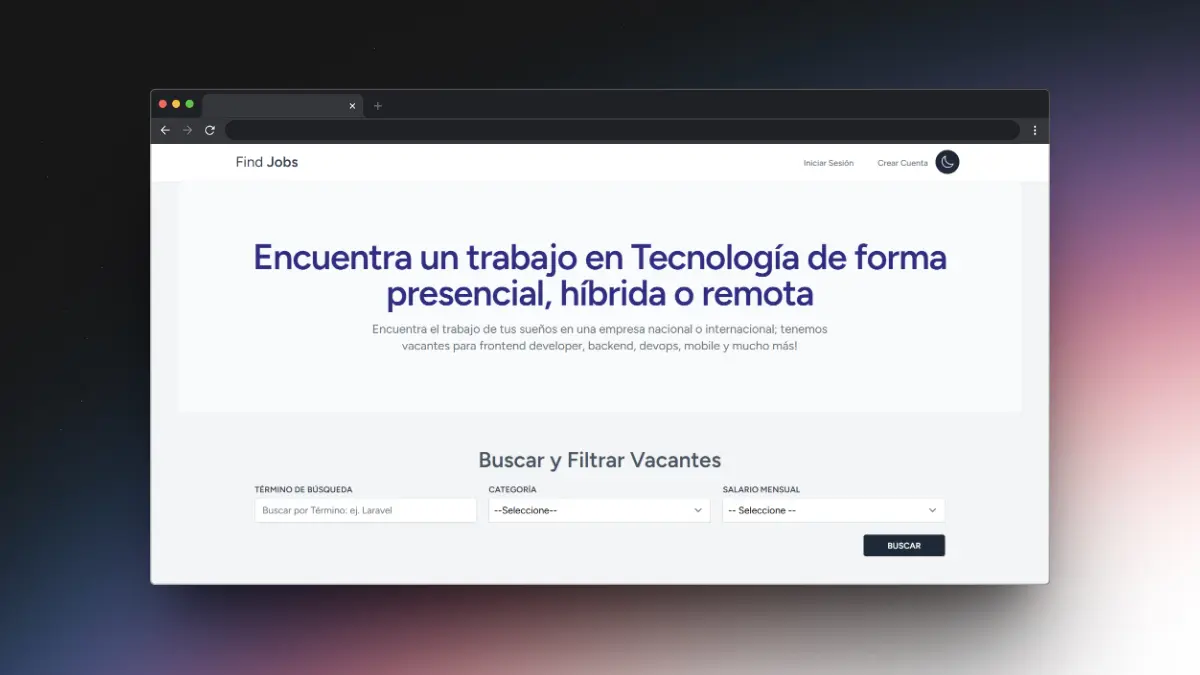 Find Jobs
Iniciar Sesión
Crear Cuenta
Encuentra un trabajo en Tecnología de forma
presencial, híbrida o remota
Encuentra el trabajo de tus sueños en una empresa nacional o internacional; tenemos
vacantes para frontend developer, backend, devops, mobile y mucho más!
Buscar y Filtrar Vacantes
TÉRMINO DE BÚSQUEDA
Buscar por Término: ej. Laravel
CATEGORÍA
--Seleccione--
SALARIO MENSUAL
-- Seleccione --
BUSCAR